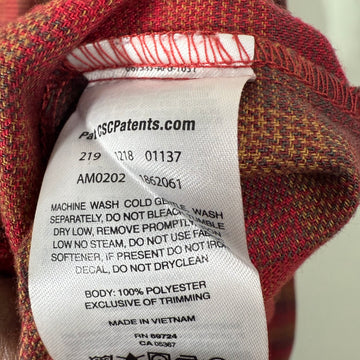 PatCSCPatents.com
219 1218 01137
AM0202 1862061
MACHINE WASH COLD GENTLE WASH
SEPARATELY, DO NOT BLEACH
DRY LOW, REMOVE PROMPTLY
LOW NO STEAM, DO NOT USE FABRIC
SOFTENER, IF PRESENT DO NOT IRON
DECAL, DO NOT DRYCLEAN
BODY: 100% POLYESTER
EXCLUSIVE OF TRIMMING
MADE IN VIETNAM
RN 69724
CA 05367